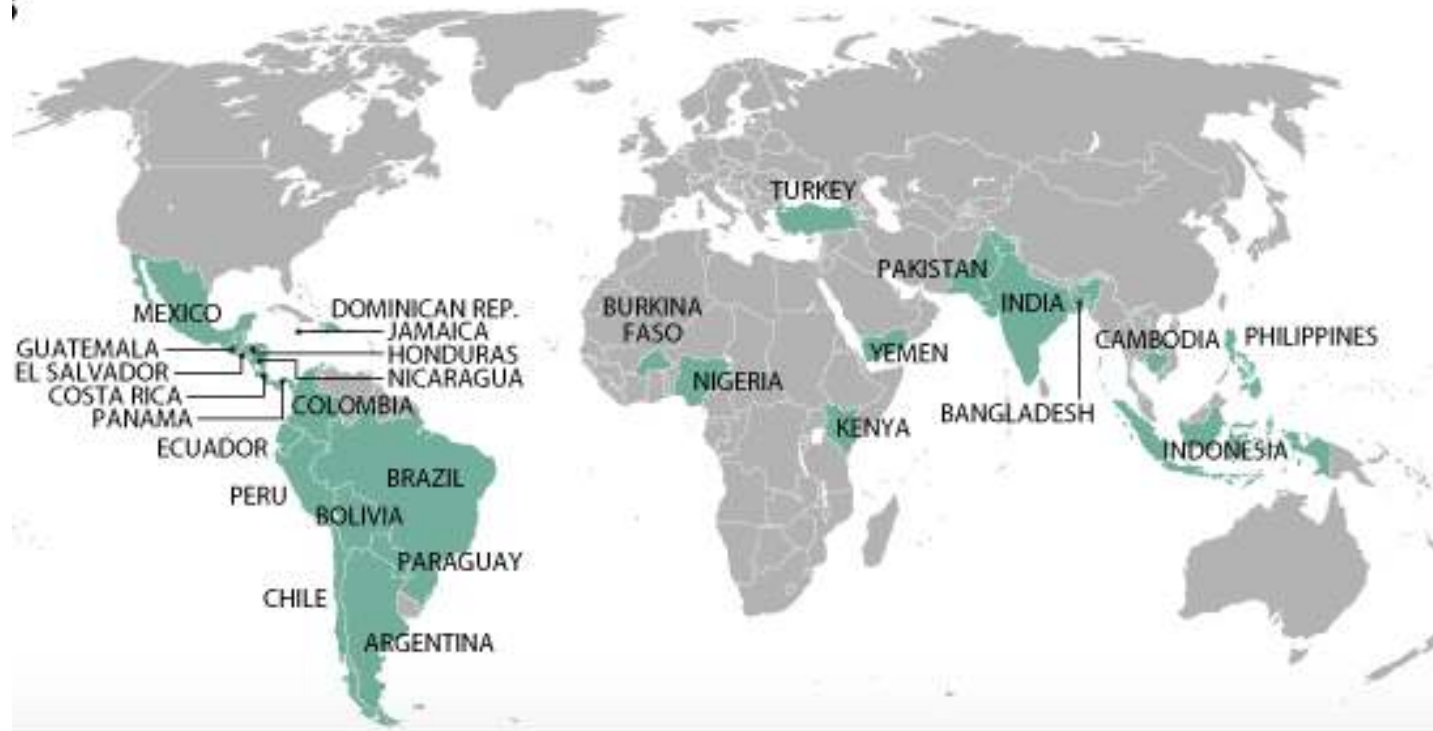 TURKEY
PAKISTAN
MEXICO
DOMINICAN REP.
JAMAICA
BURKINA
FASO
INDIA
GUATEMALA
HONDURAS
YEMEN
CAMBODIA
PHILIPPINES
EL SALVADOR
NICARAGUA
NIGERIA
COSTA RICA
COLOMBIA
PANAMA
BANGLADESH
KENYA
ECUADOR
INDONESIA
BRAZIL
PERU
BOLIVIA
PARAGUAY
CHILE
ARGENTINA